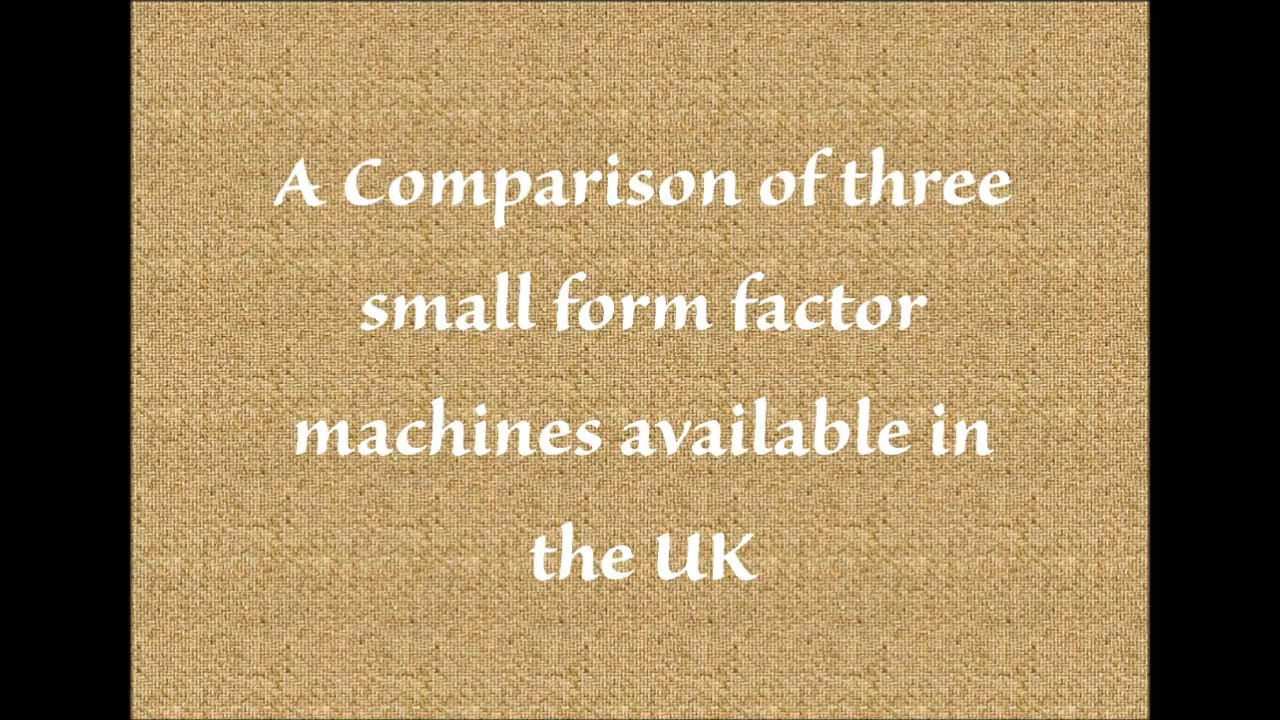 A Comparison of three
small form factor
machines available in
the UK